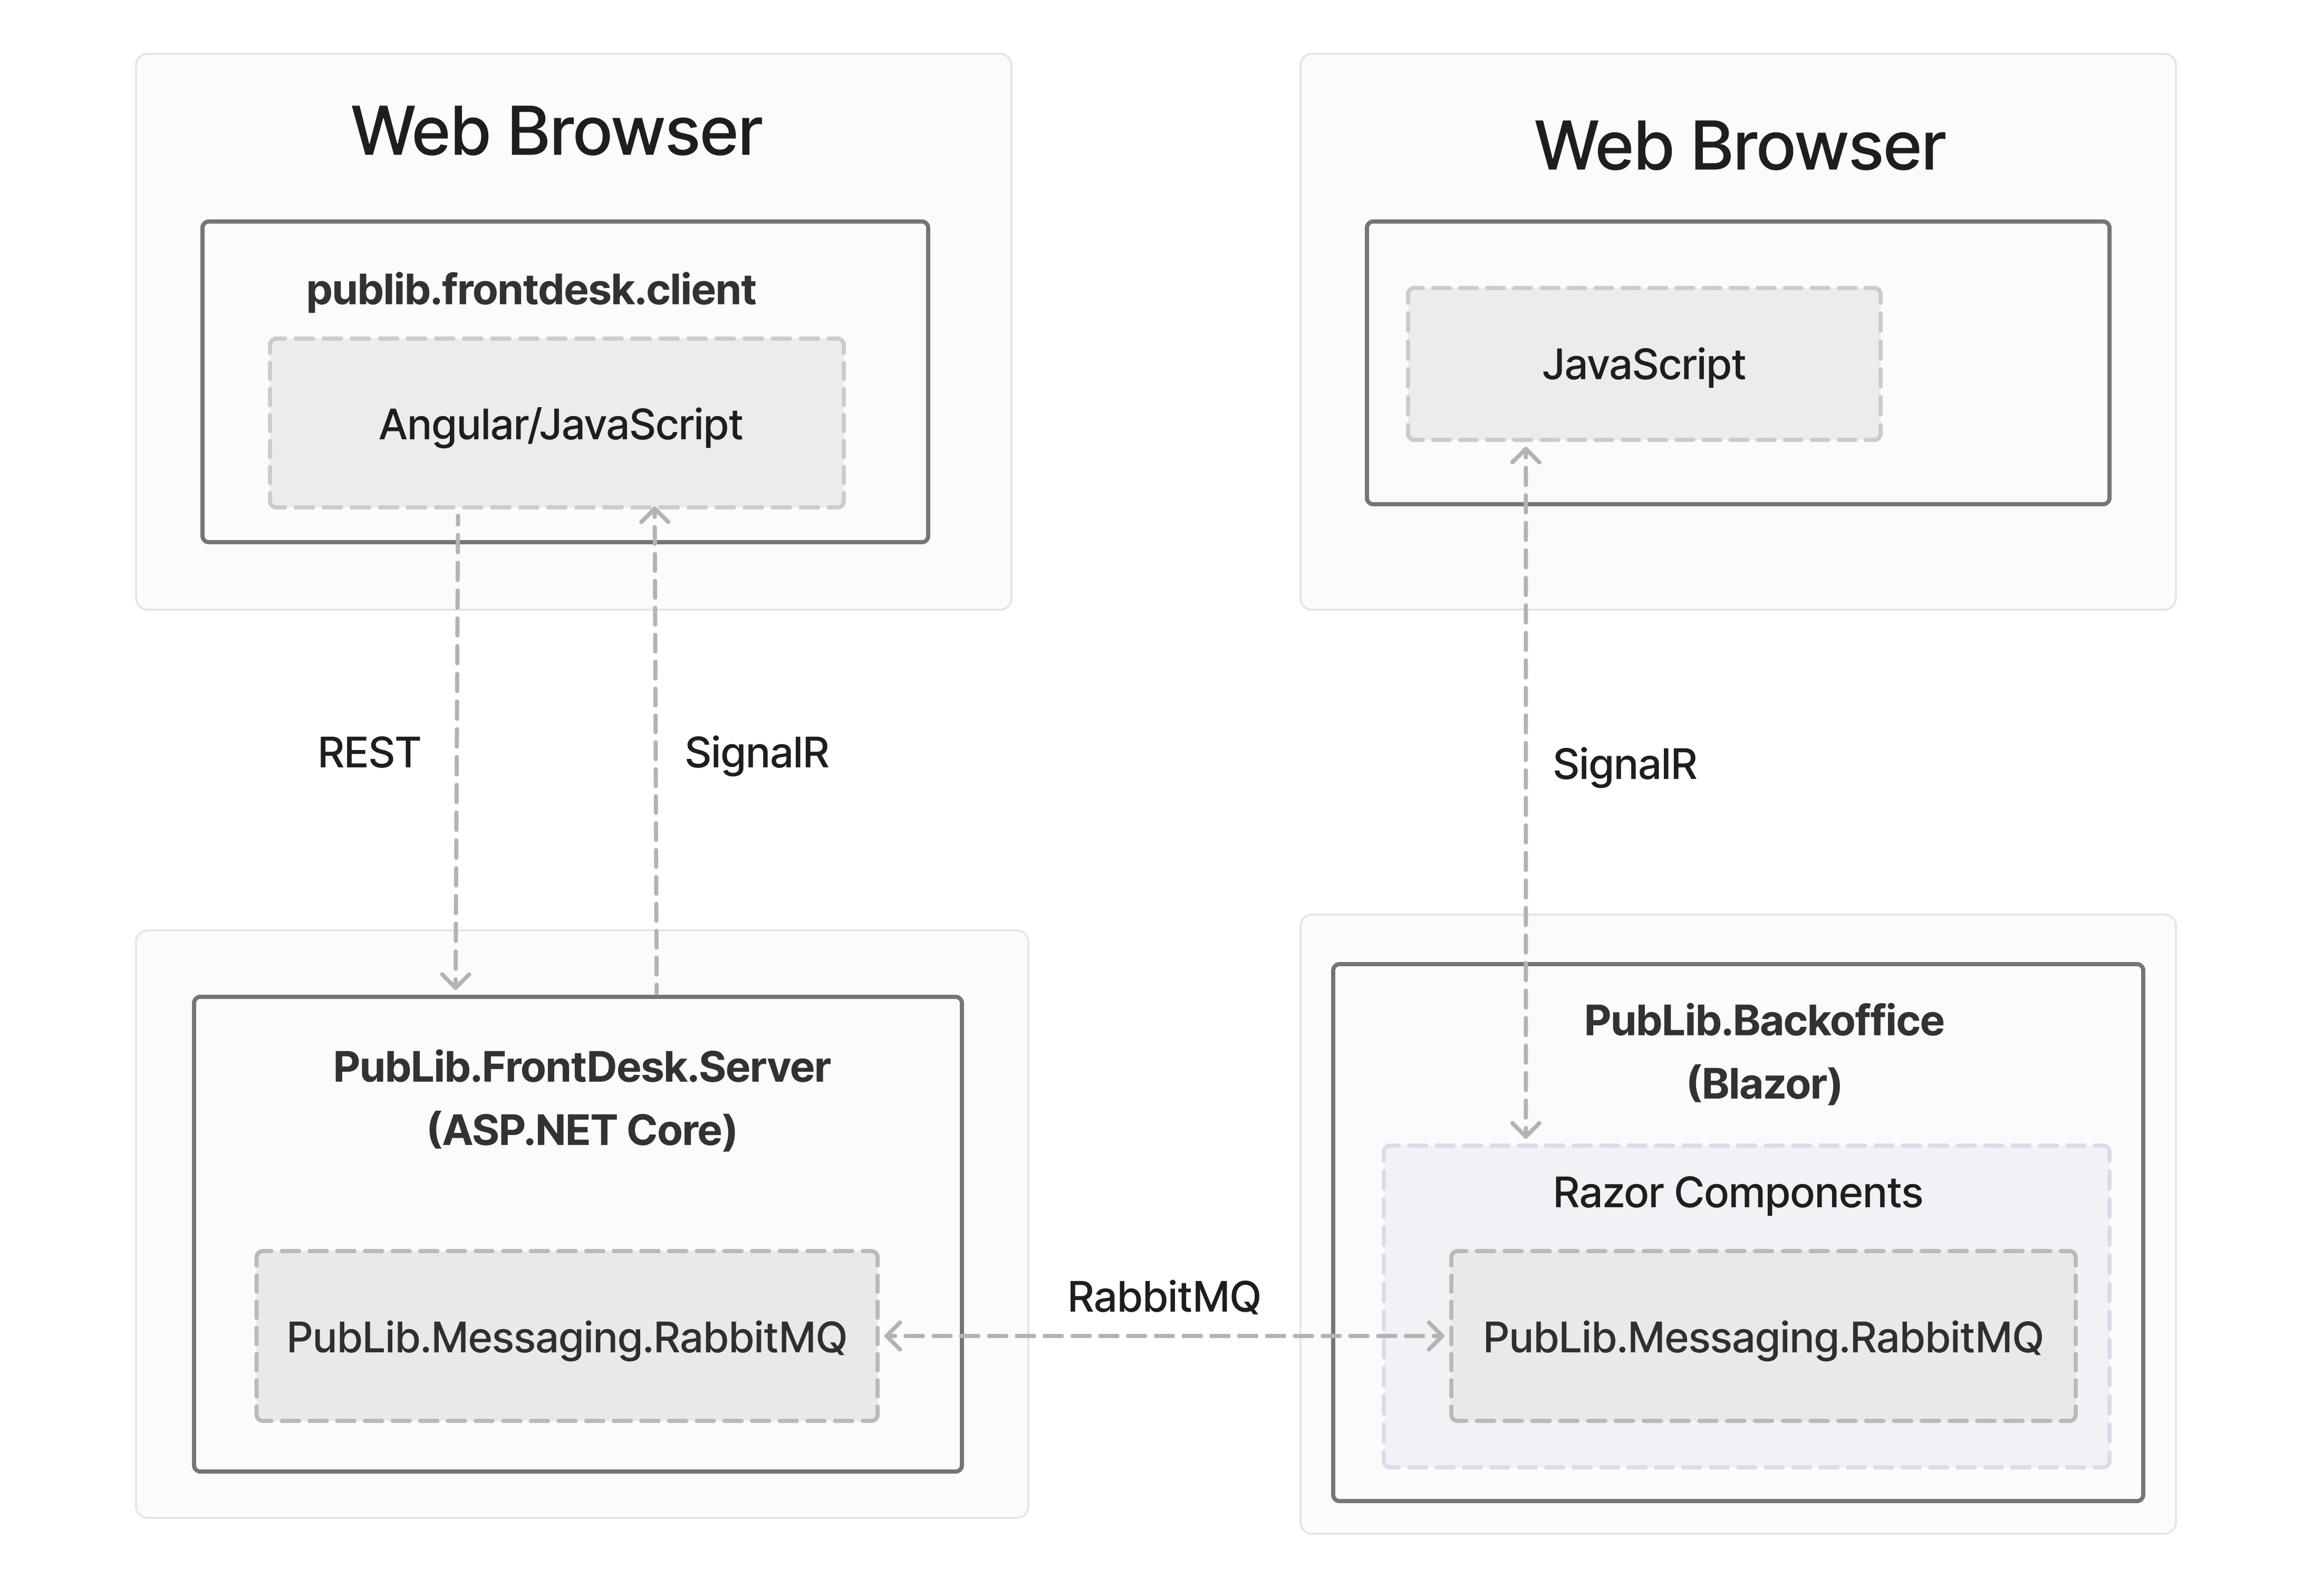 Web Browser
publib.frontdesk.client
Angular/JavaScript
Web Browser
JavaScript
REST
SignalR
SignalR
PubLib.FrontDesk.Server
(ASP.NET Core)
PubLib.Messaging.RabbitMQ
RabbitMQ
PubLib.Backoffice
(Blazor)
Razor Components
PubLib.Messaging.RabbitMQ